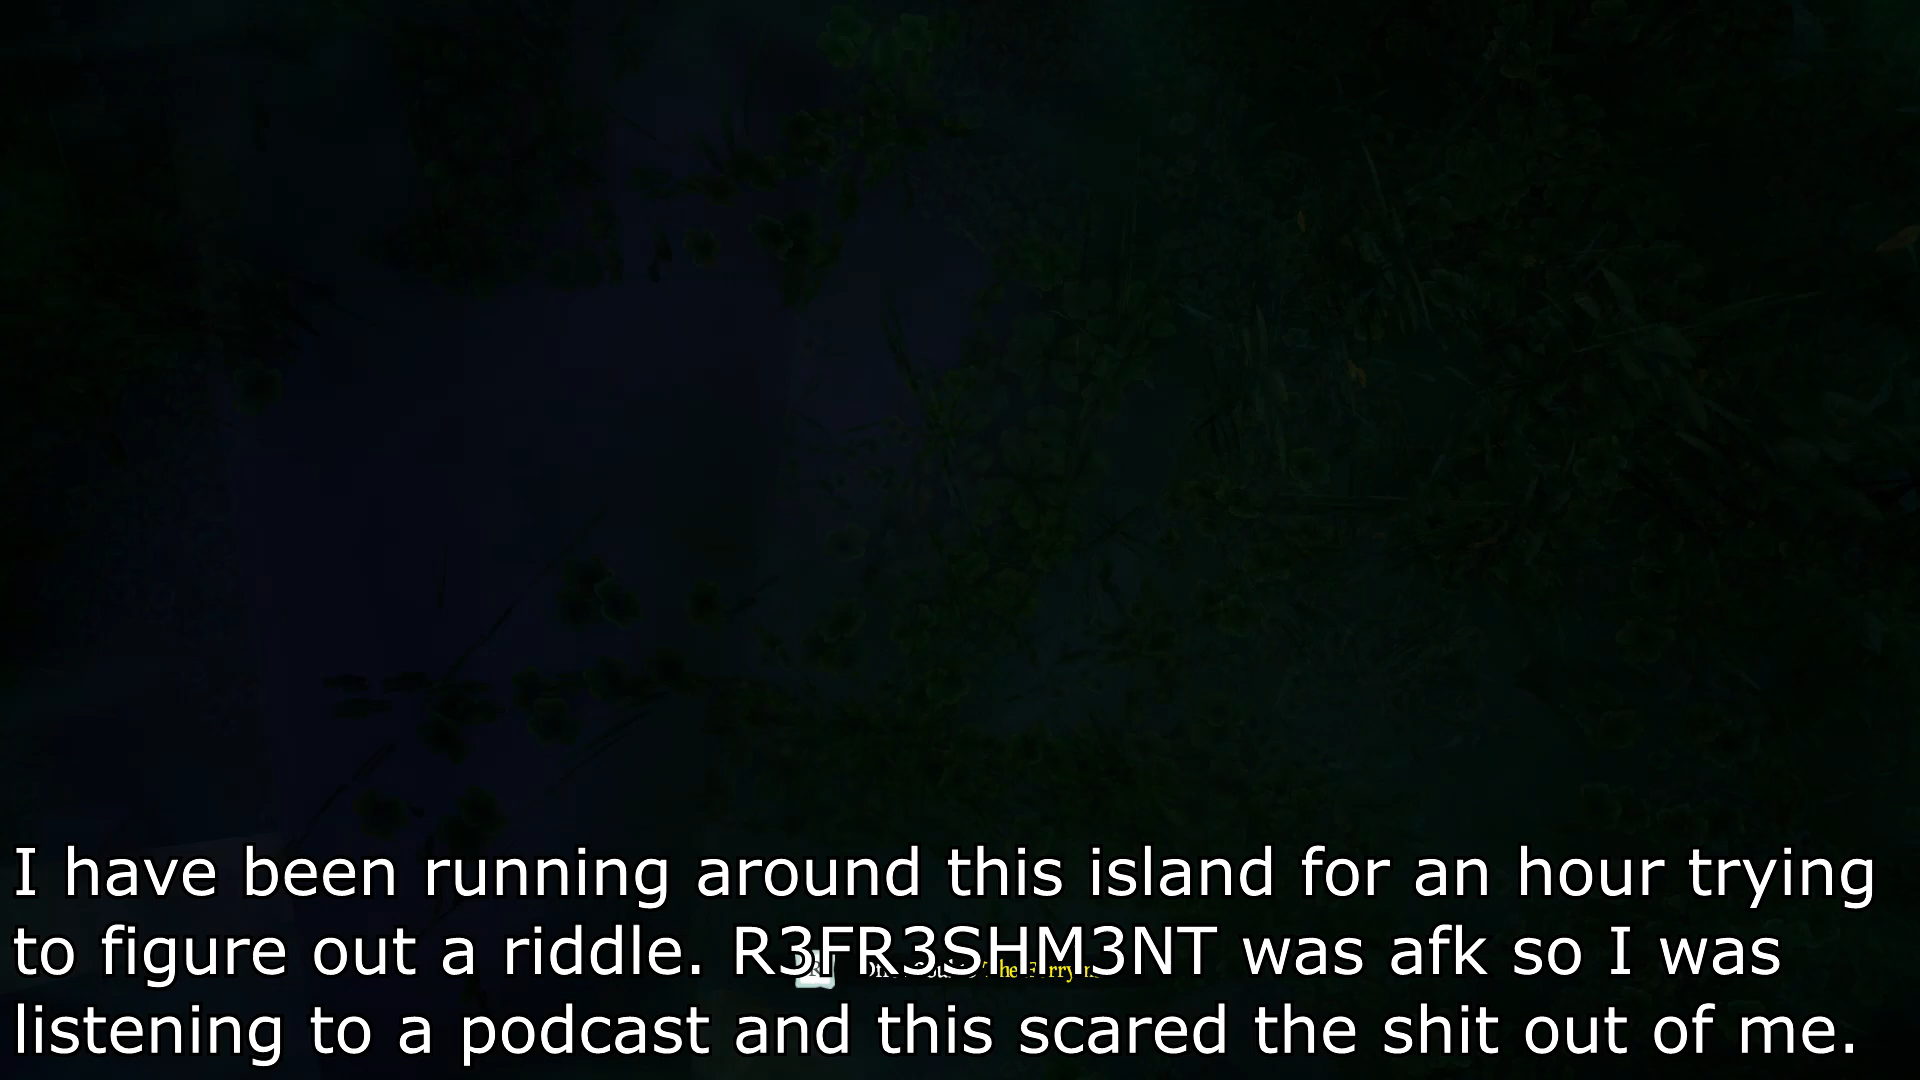 I have been running around this island for an hour trying
to figure out a riddle. R3FR3SHM3NT was afk so I was
listening to a podcast and this scared the shit out of me.